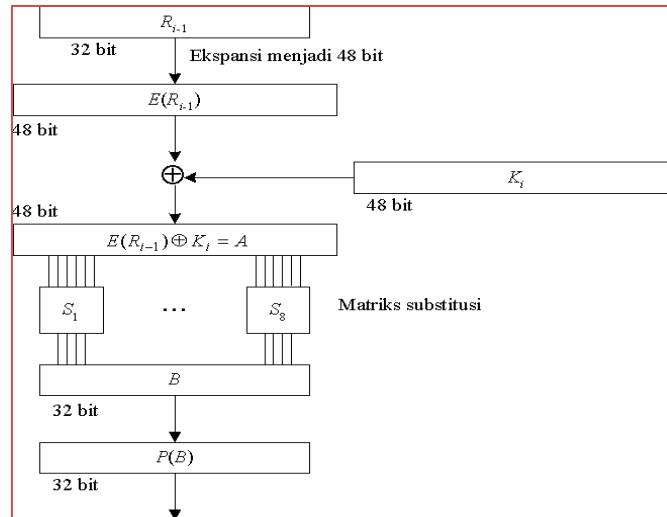 R_{i-1}
32 bit
Ekspansi menjadi 48 bit
E(R_{i-1})
48 bit
⊕
K_i
48 bit
48 bit
E(R_{i-1}) ⊕ K_i = A
S_1 ... S_8
Matriks substitusi
B
32 bit
P(B)
32 bit